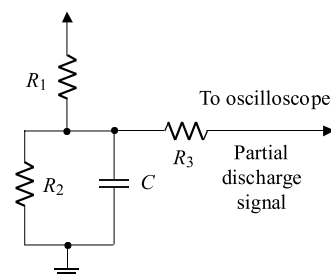 R1
To oscilloscope
R3
R2
C
Partial
discharge
signal